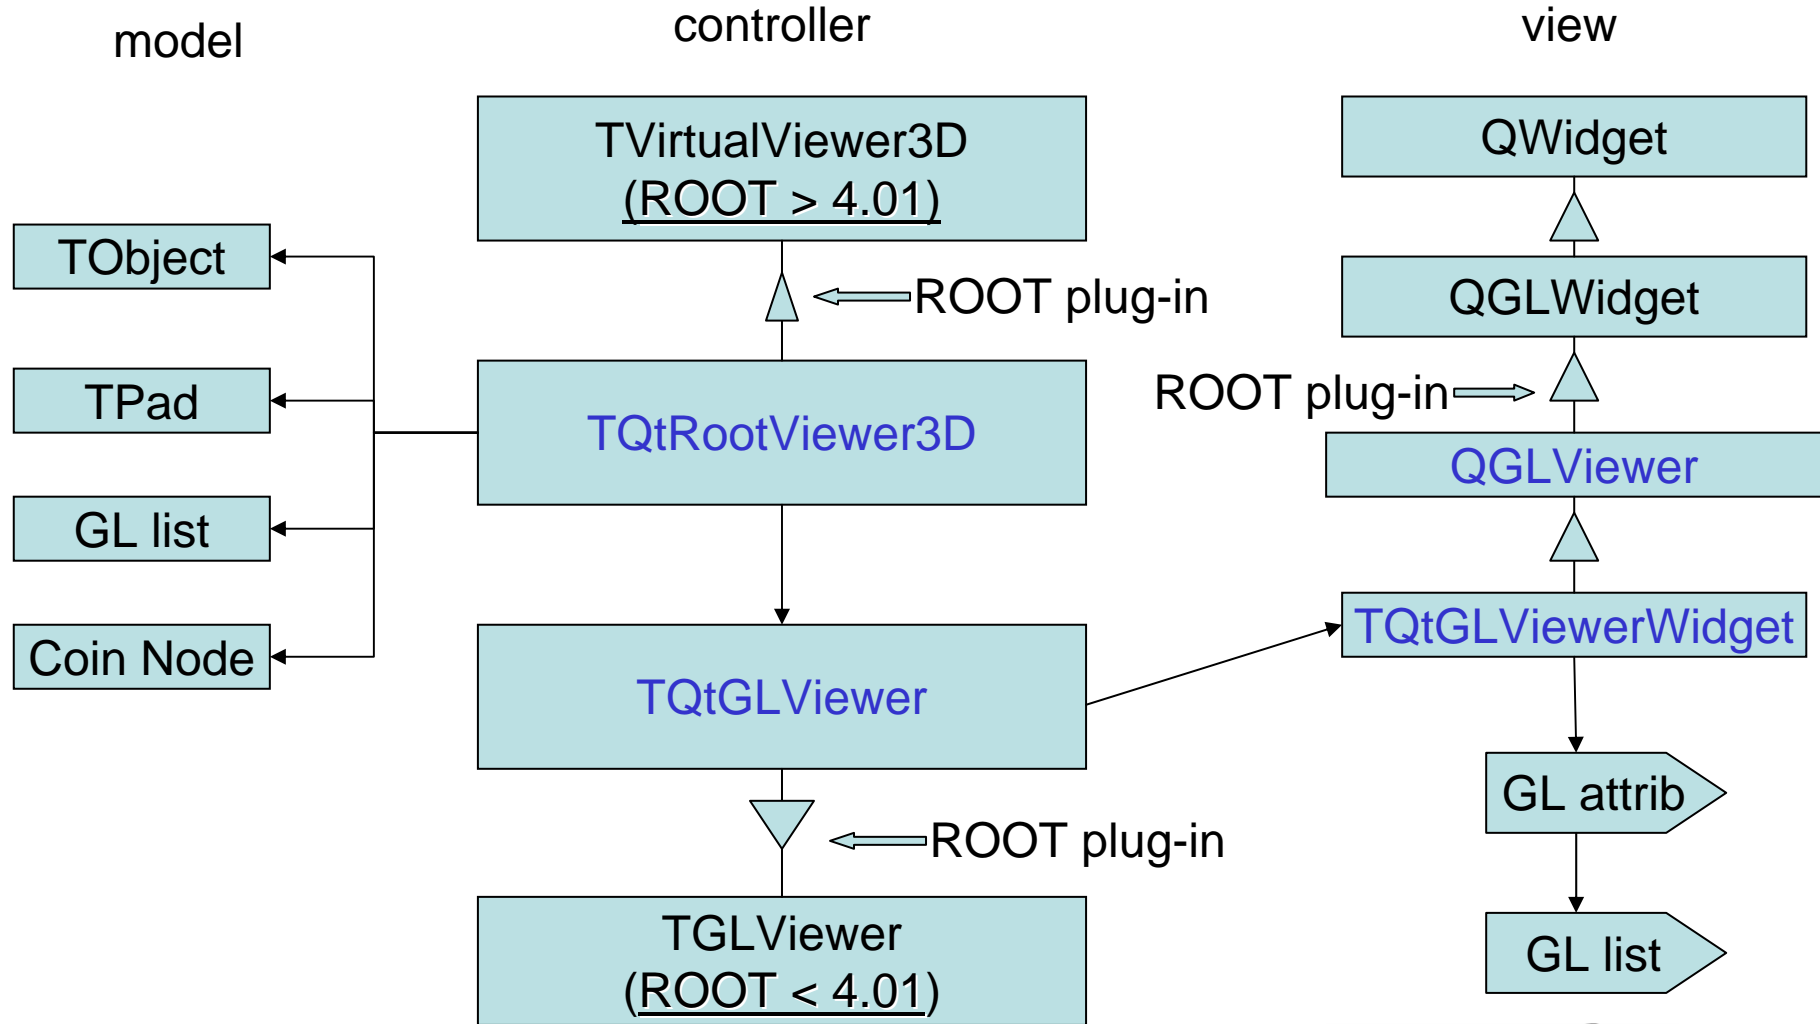 model
controller
view
TVirtualViewer3D
(ROOT > 4.01)
QWidget
TObject
ROOT plug-in
QGLWidget
TPad
TQtRootViewer3D
ROOT plug-in
QGLViewer
GL list
Coin Node
TQtGLViewer
TQtGLViewerWidget
GL attrib
ROOT plug-in
TGLViewer
(ROOT < 4.01)
GL list